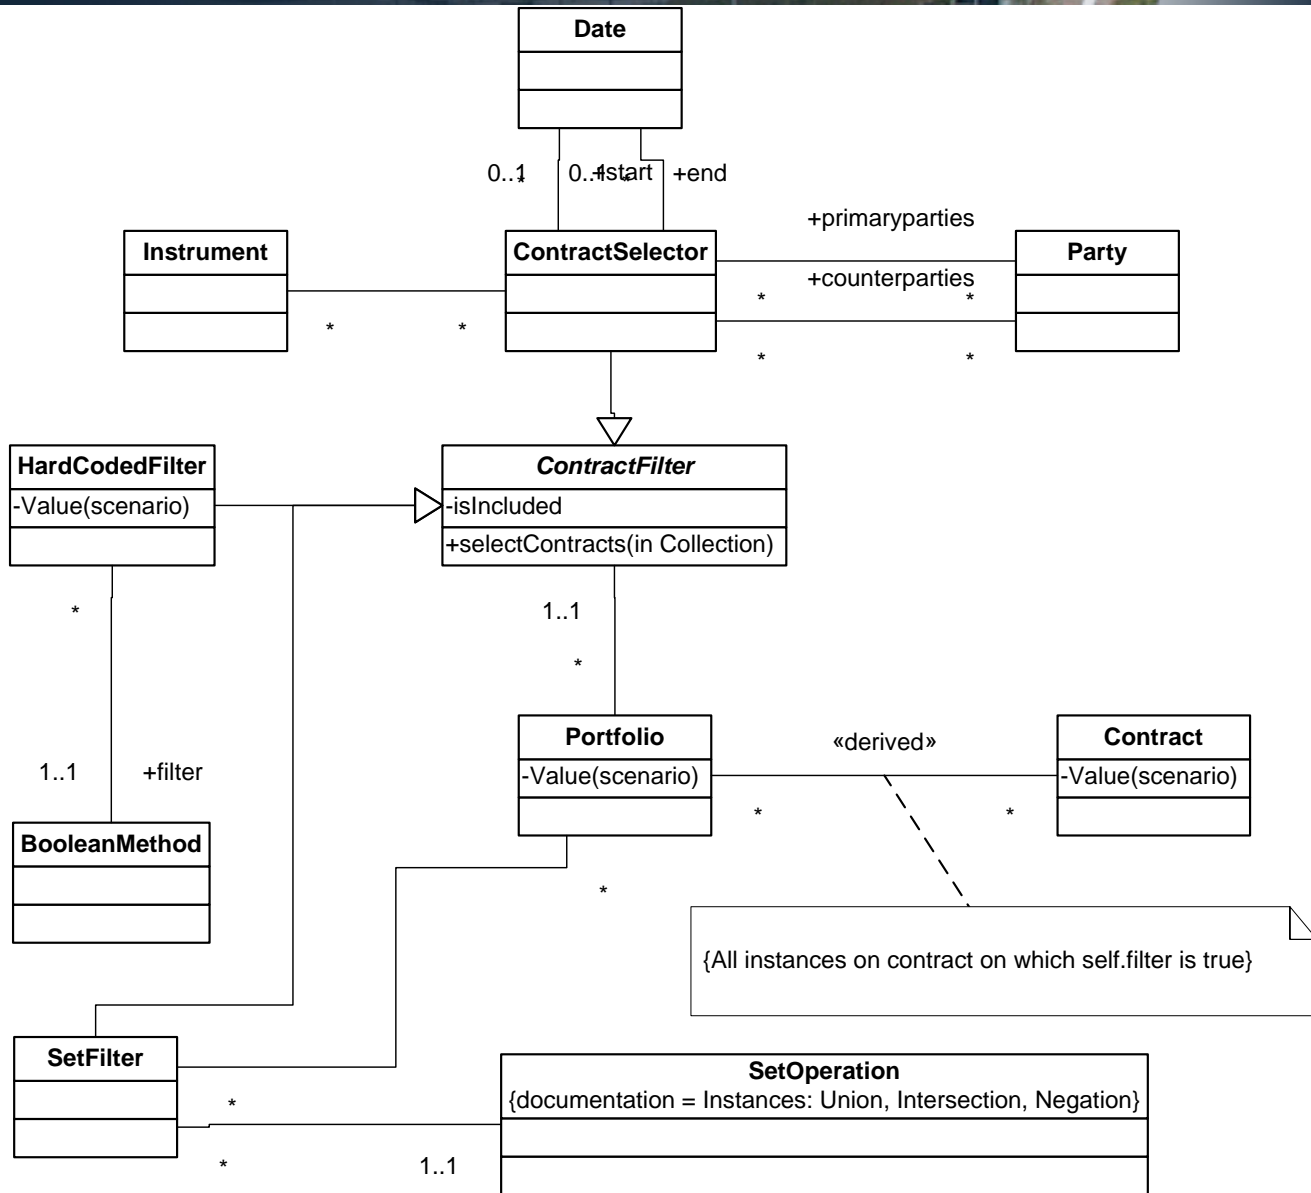 Date
0..1
*
0..1
+start
*
+end
+primaryparties
Instrument
ContractSelector
Party
+counterparties
*
*
*
*
*
*
HardCodedFilter
-Value(scenario)
ContractFilter
-isIncluded
+selectContracts(in Collection)
*
1..1
*
Portfolio
-Value(scenario)
«derived»
Contract
-Value(scenario)
1..1
+filter
*
*
BooleanMethod
*
{All instances on contract on which self.filter is true}
SetFilter
SetOperation
{documentation = Instances: Union, Intersection, Negation}
*
*
1..1